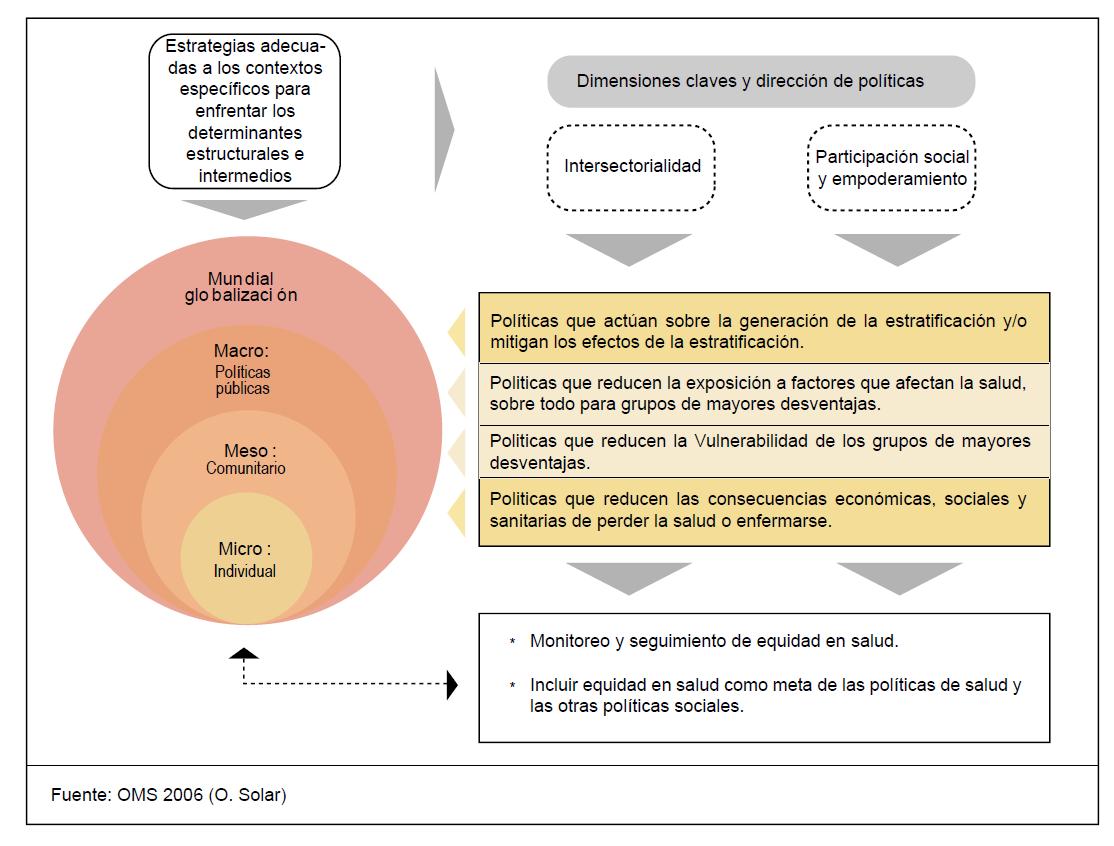 Estrategias adecua-
das a los contextos
específicos para
enfrentar los
determinantes
estructurales e
intermedios
Dimensiones claves y dirección de políticas
Intersectorialidad
Participación social
y empoderamiento
Mundial
globalización
Macro:
Políticas
públicas
Meso :
Comunitario
Micro :
Individual
Políticas que actúan sobre la generación de la estratificación y/o
mitigan los efectos de la estratificación.
Politicas que reducen la exposición a factores que afectan la salud,
sobre todo para grupos de mayores desventajas.
Politicas que reducen la Vulnerabilidad de los grupos de mayores
desventajas.
Politicas que reducen las consecuencias económicas, sociales y
sanitarias de perder la salud o enfermarse.
* Monitoreo y seguimiento de equidad en salud.
* Incluir equidad en salud como meta de las políticas de salud y
las otras políticas sociales.
Fuente: OMS 2006 (O. Solar)